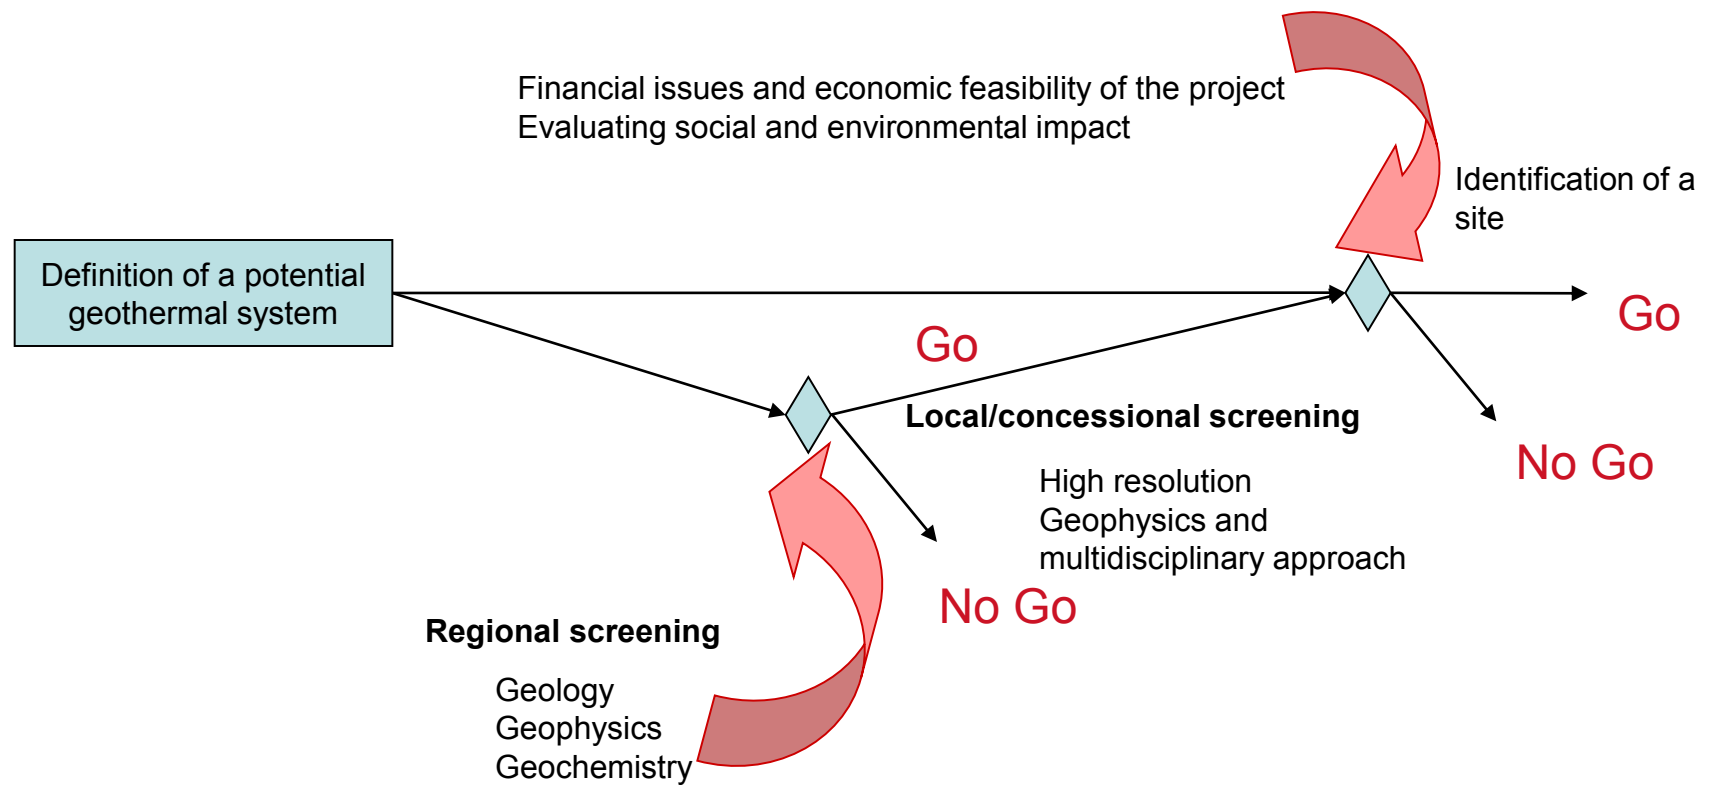 Financial issues and economic feasibility of the project
Evaluating social and environmental impact
Identification of a
site
Definition of a potential
geothermal system
Go
Go
Local/concessional screening
No Go
High resolution
Geophysics and
multidisciplinary approach
No Go
Regional screening
Geology
Geophysics
Geochemistry